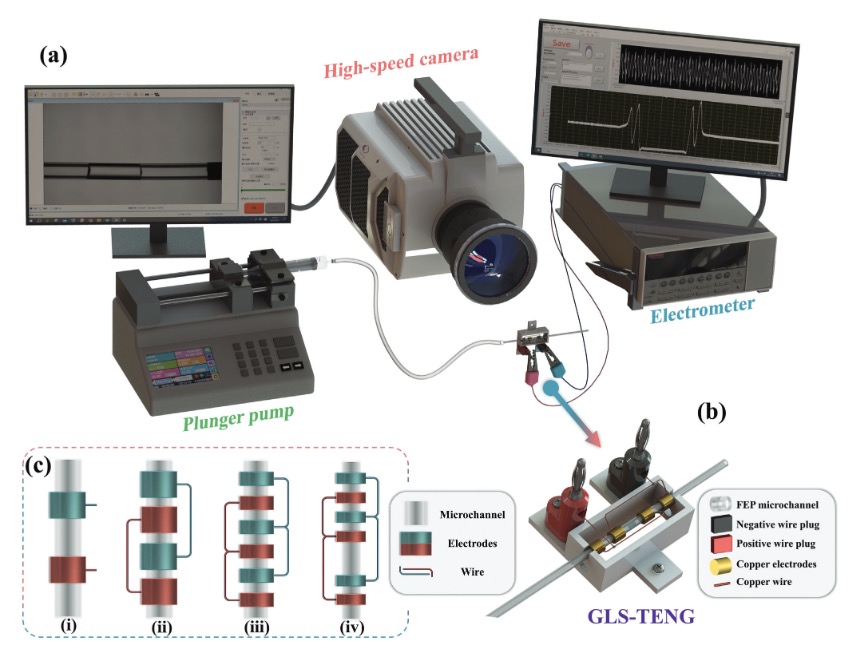 (a)
High-speed camera
Save
Electrometer
Plunger pump
(b)
(c)
Microchannel
Electrodes
Wire
(i)
(ii)
(iii)
(iv)
FEP microchannel
Negative wire plug
Positive wire plug
Copper electrodes
Copper wire
GLS-TENG